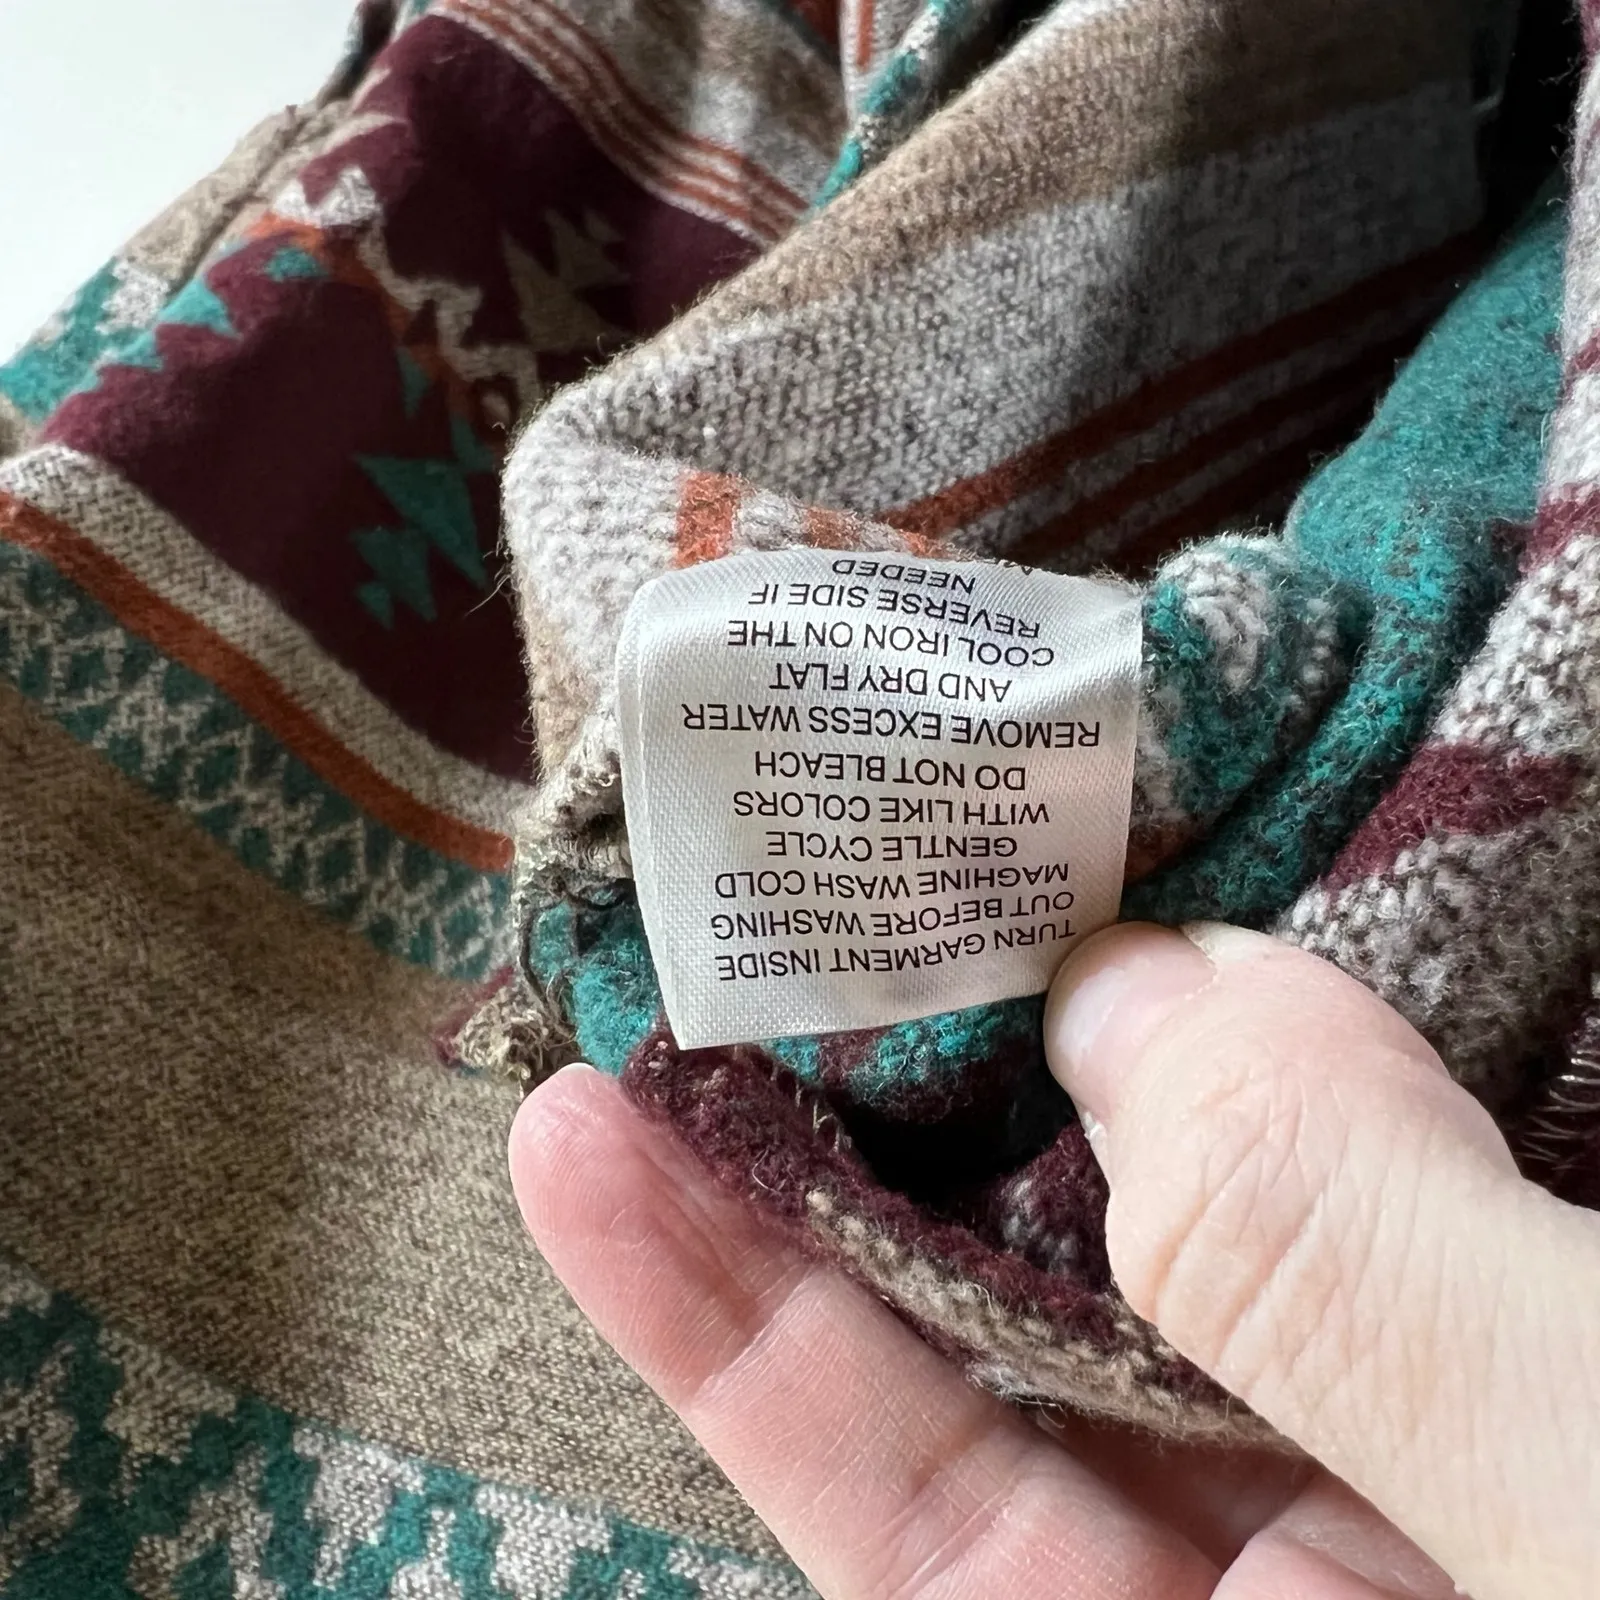 TURN GARMENT INSIDE
OUT BEFORE WASHING
MAGHINE WASH COLD
GENTLE CYCLE
WITH LIKE COLORS
DO NOT BLEACH
REMOVE EXCESS WATER
AND DRY FLAT
COOL IRON ON THE
REVERSE SIDE IF
NEEDED